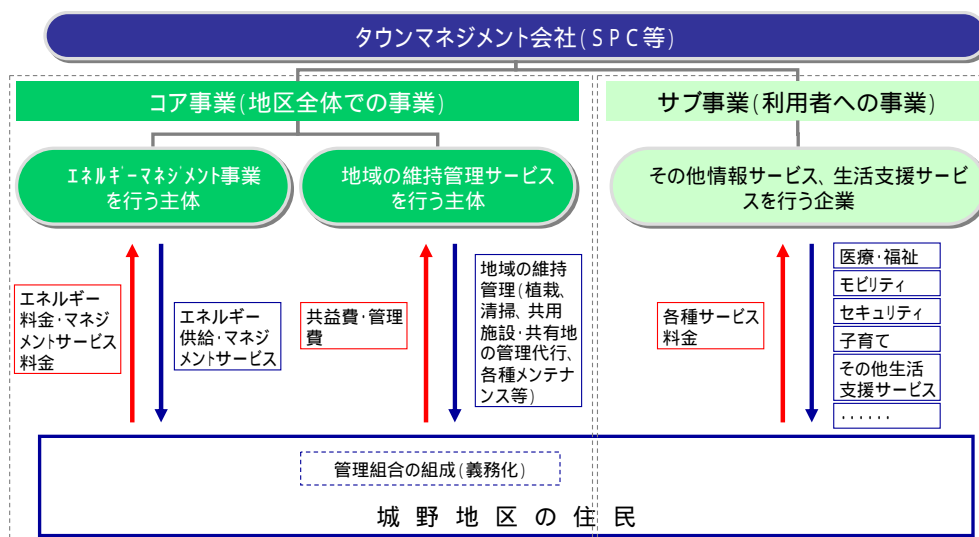 タウンマネジメント会社(SPC等)
コア事業(地区全体での事業)
サブ事業(利用者への事業)
エネルギーマネジメント事業
を行う主体
地域の維持管理サービス
を行う主体
その他情報サービス、生活支援サービ
スを行う企業
エネルギー
料金・マネジ
メントサービス
料金
エネルギー
供給・マネジ
メントサービス
共益費・管理
費
地域の維持
管理(植栽、
清掃、共用
施設・共有地
の管理代行、
各種メンテナ
ンス等)
各種サービス
料金
医療・福祉
モビリティ
セキュリティ
子育て
その他生活
支援サービス
・・・・・・
管理組合の組成(義務化)
城野地区の住民